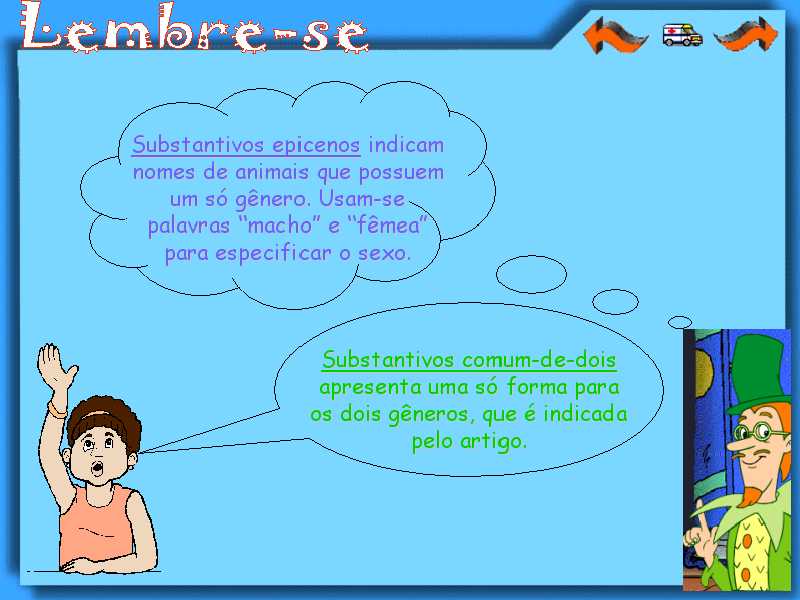 Lembre-se
Substantivos epicenos indicam
nomes de animais que possuem
um só gênero. Usam-se
palavras “macho” e “fêmea”
para especificar o sexo.
Substantivos comum-de-dois
apresenta uma só forma para
os dois gêneros, que é indicada
pelo artigo.